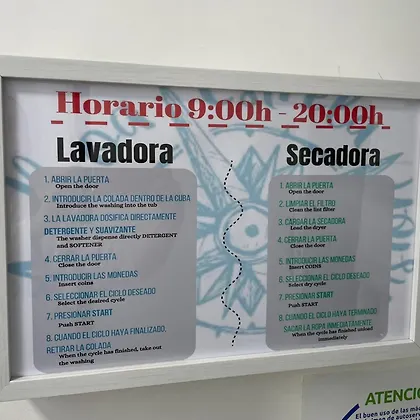 Horario 9:00h - 20:00h
Lavadora
1. ABRIR LA PUERTA
Open the door
2. INTRODUCIR LA COLADA DENTRO DE LA CUBA
Introduce the washing into the tub
3. LA LAVADORA DOSIFICA DIRECTAMENTE
DETERGENTE Y SUAVIZANTE
The washer dispense directly DETERGENT
and SOFTENER
4. CERRAR LA PUERTA
Close the door
5. INTRODUCIR LAS MONEDAS
Insert coins
6. SELECCIONAR EL CICLO DESEADO
Select the desired cycle
7. PRESIONAR START
Push START
8. CUANDO EL CICLO HAYA FINALIZADO,
RETIRAR LA COLADA
When the cycle has finished, take out
the washing
Secadora
1. ABRIR LA PUERTA
Open the door
2. LIMPIAR EL FILTRO
Clean the lint filter
3. CARGAR LA SECADORA
Load the dryer
4. CERRAR LA PUERTA
Close the door
5. INTRODUCIR LAS MONEDAS
Insert COINS
6. SELECCIONAR EL CICLO DESEADO
Select dry cycle
7. PRESIONAR START
Push START
8. CUANDO EL CICLO HAYA TERMINADO,
SACAR LA ROPA INMEDIATAMENTE
When the cycle has finished unload
immediately
ATENCI
El buen uso de las má
de autoserv